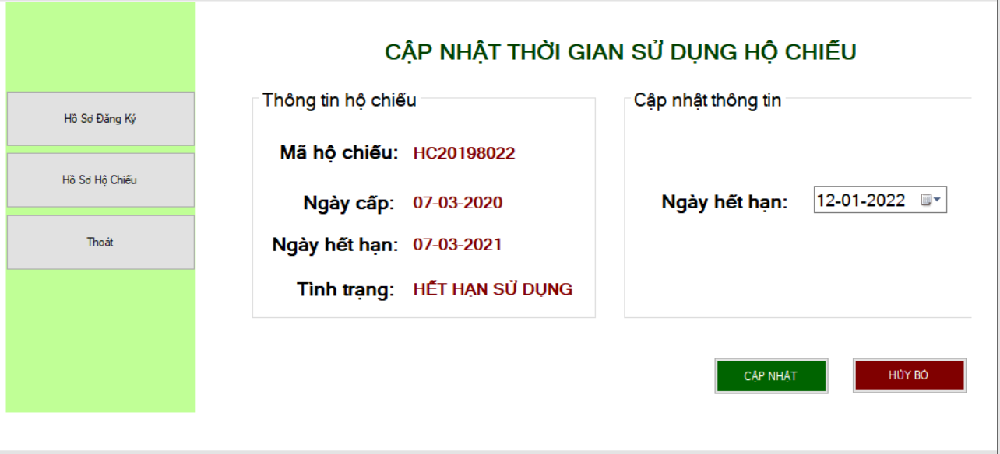 CẬP NHẬT THỜI GIAN SỬ DỤNG HỘ CHIẾU
Hồ Sơ Đăng Ký
Hồ Sơ Hộ Chiếu
Thoát
Thông tin hộ chiếu
Mã hộ chiếu: HC20198022
Ngày cấp: 07-03-2020
Ngày hết hạn: 07-03-2021
Tình trạng: HẾT HẠN SỬ DỤNG
Cập nhật thông tin
Ngày hết hạn: 12-01-2022
CẬP NHẬT
HỦY BỎ